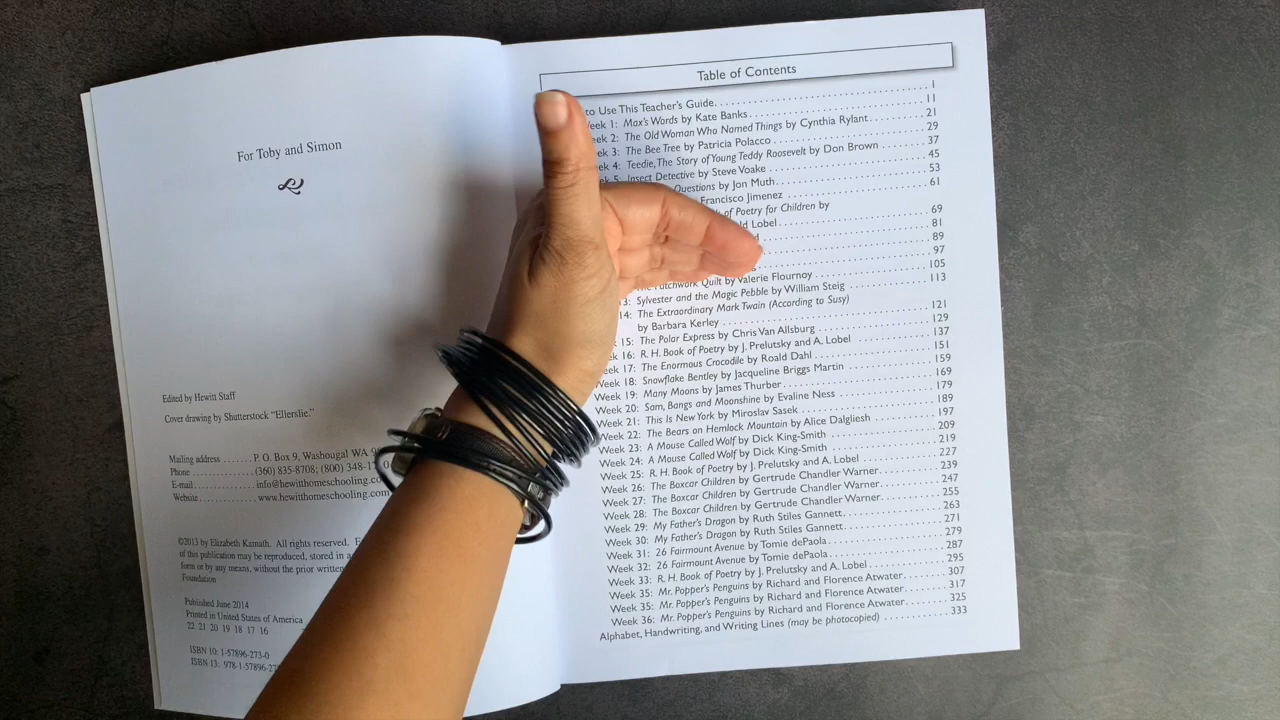 For Toby and Simon
Edited by Hewitt Staff
Cover drawing by Shutterstock “Ellerslie.”
Mailing address . . . . . . . P. O. Box 9, Washougal WA
Phone . . . . . . . . . . . . . . . (360) 835-8708; (800) 348-1
E-mail . . . . . . . . . . . . . . . info@hewitthomeschooling.co
Website . . . . . . . . . . . . . www.hewitthomeschooling.com
©2013 by Elizabeth Kamath. All rights reserved.
of this publication may be reproduced, stored in
form or by any means, without the prior written
Foundation
Published June 2014
Printed in United States of America
22 21 20 19 18 17 16
ISBN 10: 1-57896-273-0
ISBN 13: 978-1-57896-27
Table of Contents
to Use This Teacher's Guide. . . . . . . . . . . . . . . . 1
eek 1: Max's Words by Kate Banks. . . . . . . . . . . . . . . . 11
eek 2: The Old Woman Who Named Things by Cynthia Rylant. . . . . . . . 21
ek 3: The Bee Tree by Patricia Polacco . . . . . . . . . . . . . . . . 29
ek 4: Teedie, The Story of Young Teddy Roosevelt by Don Brown . . . . . . . . 37
ek 5: Insect Detective by Steve Voake . . . . . . . . . . . . . . . . 45
Questions by Jon Muth. . . . . . . . . . . . . . . . 53
Francisco Jimenez . . . . . . . . . . . . . . . . 61
of Poetry for Children by
ld Lobel. . . . . . . . . . . . . . . . 69
. . . . . . . . . . . . . . . . 81
. . . . . . . . . . . . . . . . 89
. . . . . . . . . . . . . . . . 97
The Patchwork Quilt by Valerie Flournoy . . . . . . . . . . . . 105
13: Sylvester and the Magic Pebble by William Steig . . . . . . . . . . . . 113
14: The Extraordinary Mark Twain (According to Susy)
by Barbara Kerley . . . . . . . . . . . . . . . . 121
k 15: The Polar Express by Chris Van Allsburg . . . . . . . . . . . . 129
ek 16: R. H. Book of Poetry by J. Prelutsky and A. Lobel . . . . . . . . 137
eek 17: The Enormous Crocodile by Roald Dahl . . . . . . . . . . . . 151
Week 18: Snowflake Bentley by Jacqueline Briggs Martin . . . . . . . . 159
Week 19: Many Moons by James Thurber. . . . . . . . . . . . . . . . 169
Week 20: Sam, Bangs and Moonshine by Evaline Ness . . . . . . . . . . . . 179
Week 21: This Is New York by Miroslav Sasek . . . . . . . . . . . . 189
Week 22: The Bears on Hemlock Mountain by Alice Dalgliesh . . . . . . . . 197
Week 23: A Mouse Called Wolf by Dick King-Smith . . . . . . . . . . . . 209
Week 24: A Mouse Called Wolf by Dick King-Smith . . . . . . . . . . . . 219
Week 25: R. H. Book of Poetry by J. Prelutsky and A. Lobel . . . . . . . . 227
Week 26: The Boxcar Children by Gertrude Chandler Warner. . . . . . . . 239
Week 27: The Boxcar Children by Gertrude Chandler Warner. . . . . . . . 247
Week 28: The Boxcar Children by Gertrude Chandler Warner. . . . . . . . 255
Week 29: My Father's Dragon by Ruth Stiles Gannett. . . . . . . . . . . . 263
Week 30: My Father's Dragon by Ruth Stiles Gannett. . . . . . . . . . . . 271
Week 31: 26 Fairmount Avenue by Tomie dePaola. . . . . . . . . . . . 279
Week 32: 26 Fairmount Avenue by Tomie dePaola. . . . . . . . . . . . 287
Week 33: R. H. Book of Poetry by J. Prelutsky and A. Lobel . . . . . . . . 295
Week 35: Mr. Popper's Penguins by Richard and Florence Atwater. . . . . . . . 307
Week 35: Mr. Popper's Penguins by Richard and Florence Atwater. . . . . . . . 317
Week 36: Mr. Popper's Penguins by Richard and Florence Atwater. . . . . . . . 325
Alphabet, Handwriting, and Writing Lines (may be photocopied) . . . . . . . . 333